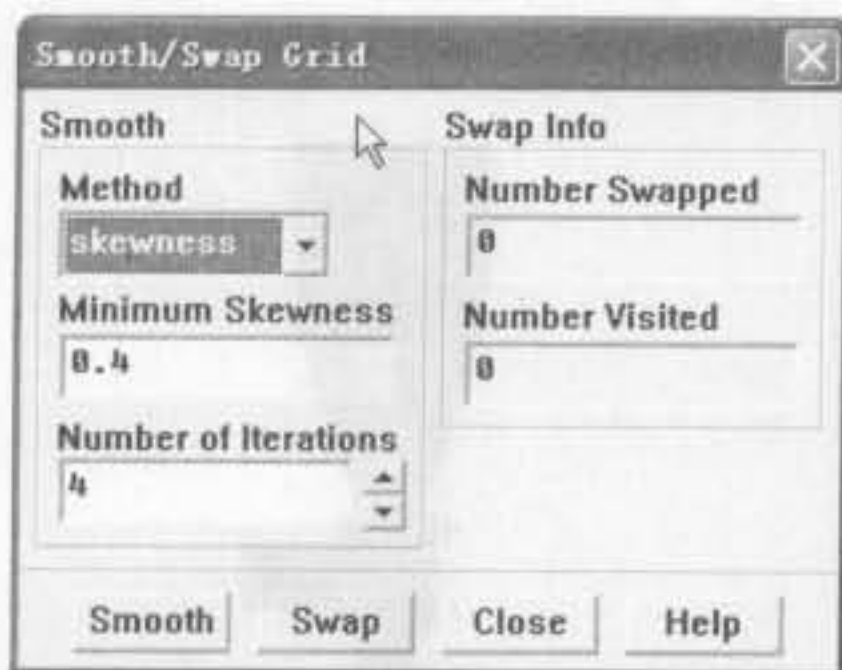 Smooth/Swap Grid
Smooth
Method
skewness
Minimum Skewness
0.4
Number of Iterations
4
Swap Info
Number Swapped
0
Number Visited
0
Smooth Swap Close Help